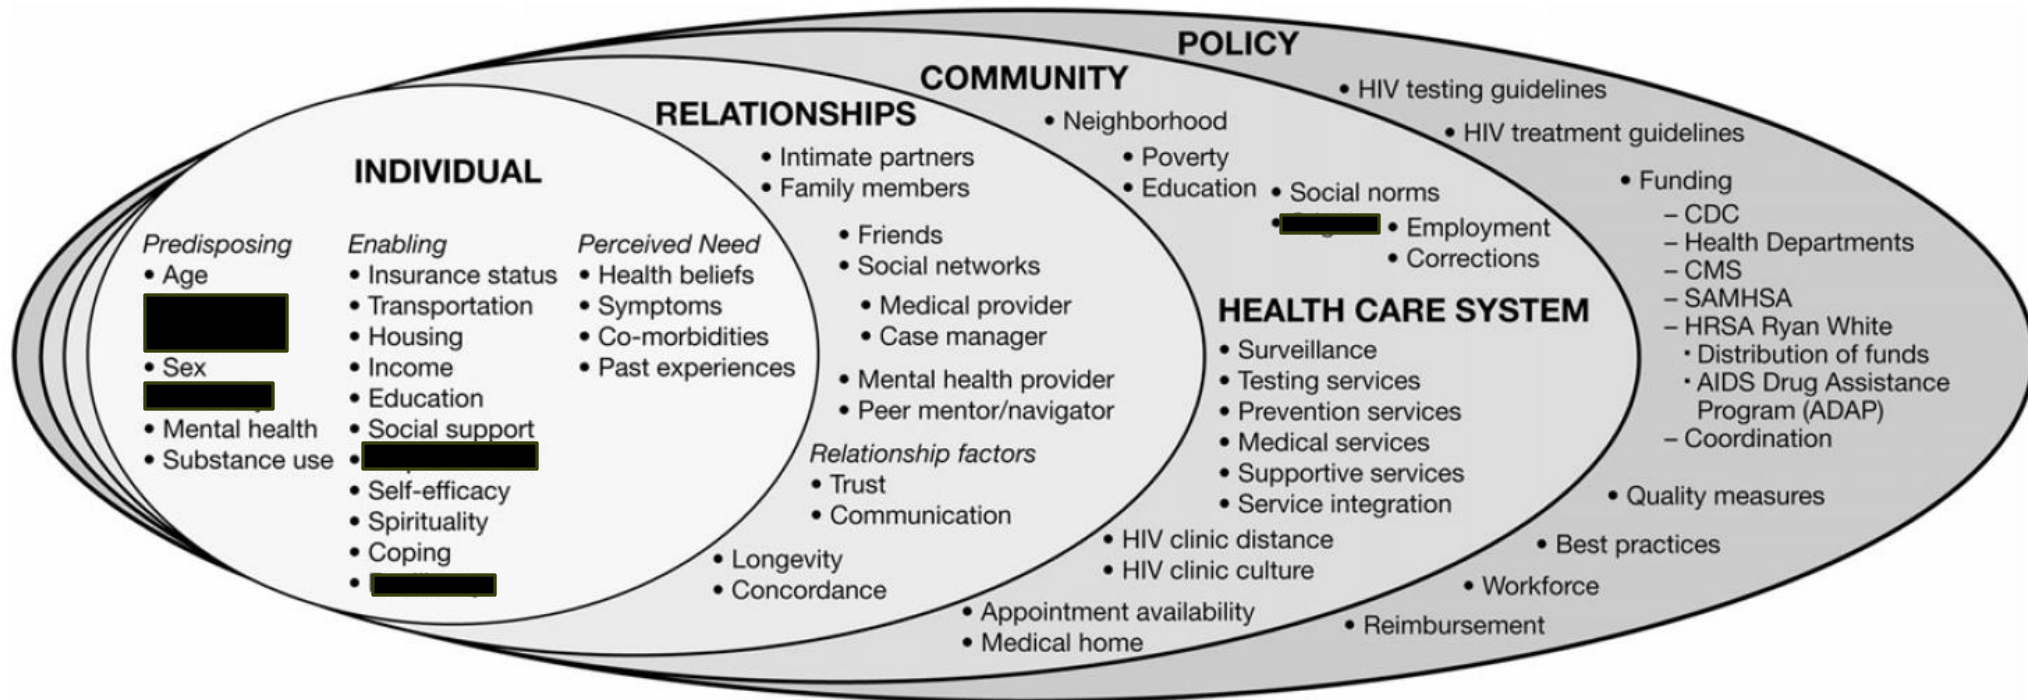 POLICY
• HIV testing guidelines
• HIV treatment guidelines
• Funding
– CDC
– Health Departments
– CMS
– SAMHSA
– HRSA Ryan White
· Distribution of funds
· AIDS Drug Assistance
Program (ADAP)
– Coordination
• Quality measures
• Best practices
• Workforce
• Reimbursement
COMMUNITY
• Neighborhood
• Poverty
• Education
• Social norms
•
• Employment
• Corrections
HEALTH CARE SYSTEM
• Surveillance
• Testing services
• Prevention services
• Medical services
• Supportive services
• Service integration
• HIV clinic distance
• HIV clinic culture
• Appointment availability
• Medical home
RELATIONSHIPS
• Intimate partners
• Family members
• Friends
• Social networks
• Medical provider
• Case manager
• Mental health provider
• Peer mentor/navigator
Relationship factors
• Trust
• Communication
• Longevity
• Concordance
INDIVIDUAL
Predisposing
• Age
• Sex
• Mental health
• Substance use
Enabling
• Insurance status
• Transportation
• Housing
• Income
• Education
• Social support
•
• Self-efficacy
• Spirituality
• Coping
•
Perceived Need
• Health beliefs
• Symptoms
• Co-morbidities
• Past experiences